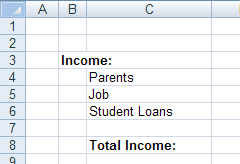 A B C
1
2
3 Income:
4 Parents
5 Job
6 Student Loans
7
8 Total Income:
9